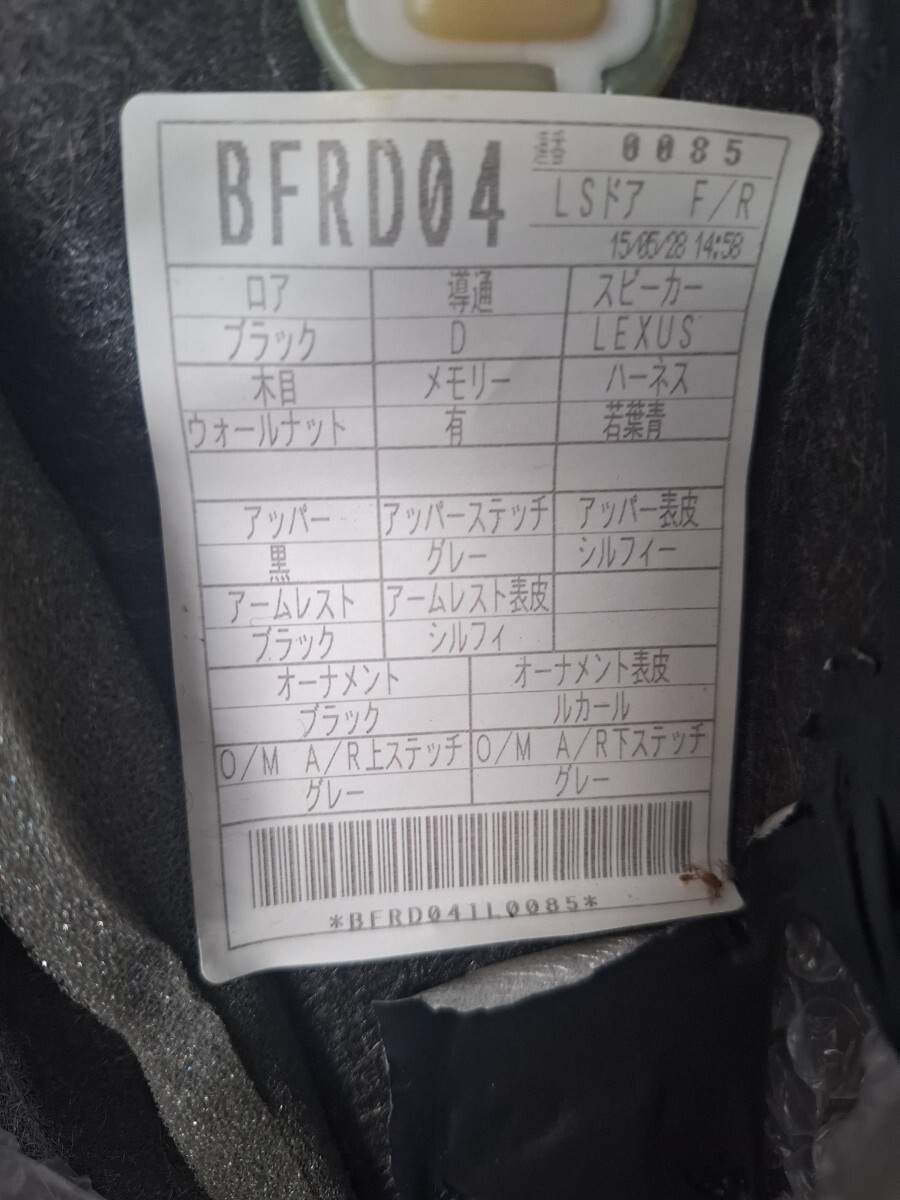 BFRD04
0085
LSドア F/R
15/05/28 14:58
ロア 導通 スピーカー
ブラック D LEXUS
木目 メモリー ハーネス
ウォールナット 有 若葉青
アッパー アッパーステッチ アッパー表皮
黒 グレー シルフィー
アームレスト アームレスト表皮
ブラック シルフィ
オーナメント オーナメント表皮
ブラック ルカール
O/M A/R上ステッチ O/M A/R下ステッチ
グレー グレー
*BFRD041L0085*